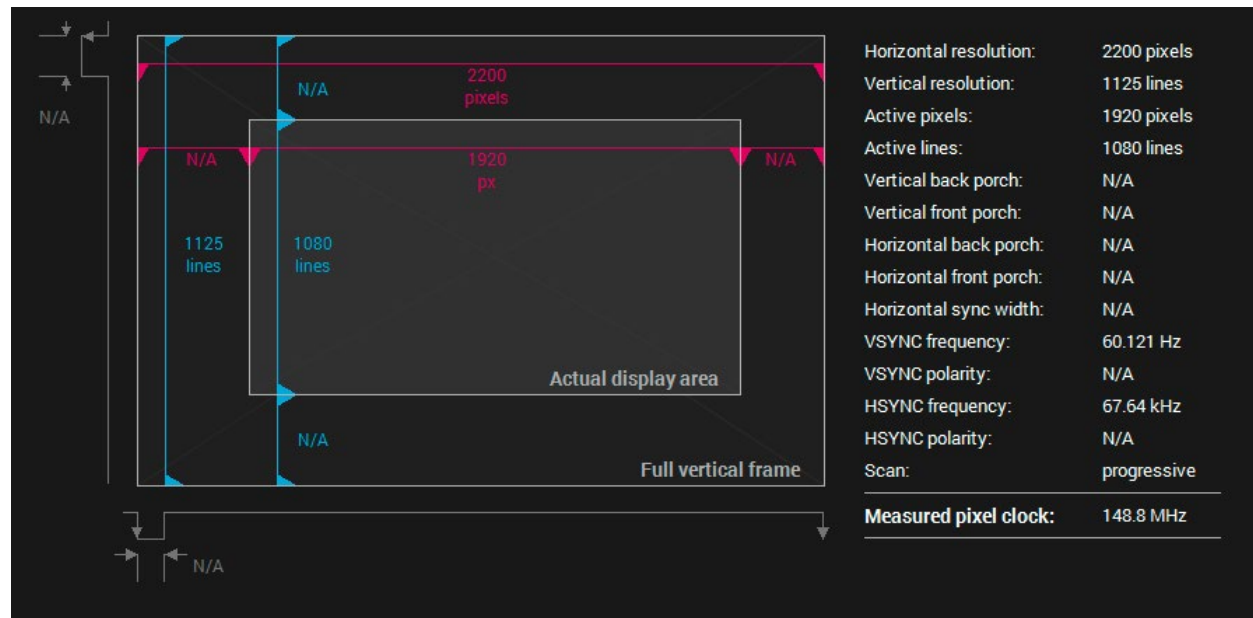 N/A
N/A
2200
pixels
N/A
1920
px
N/A
1125
lines
1080
lines
Actual display area
N/A
Full vertical frame
N/A
Horizontal resolution: 2200 pixels
Vertical resolution: 1125 lines
Active pixels: 1920 pixels
Active lines: 1080 lines
Vertical back porch: N/A
Vertical front porch: N/A
Horizontal back porch: N/A
Horizontal front porch: N/A
Horizontal sync width: N/A
VSYNC frequency: 60.121 Hz
VSYNC polarity: N/A
HSYNC frequency: 67.64 kHz
HSYNC polarity: N/A
Scan: progressive
Measured pixel clock: 148.8 MHz